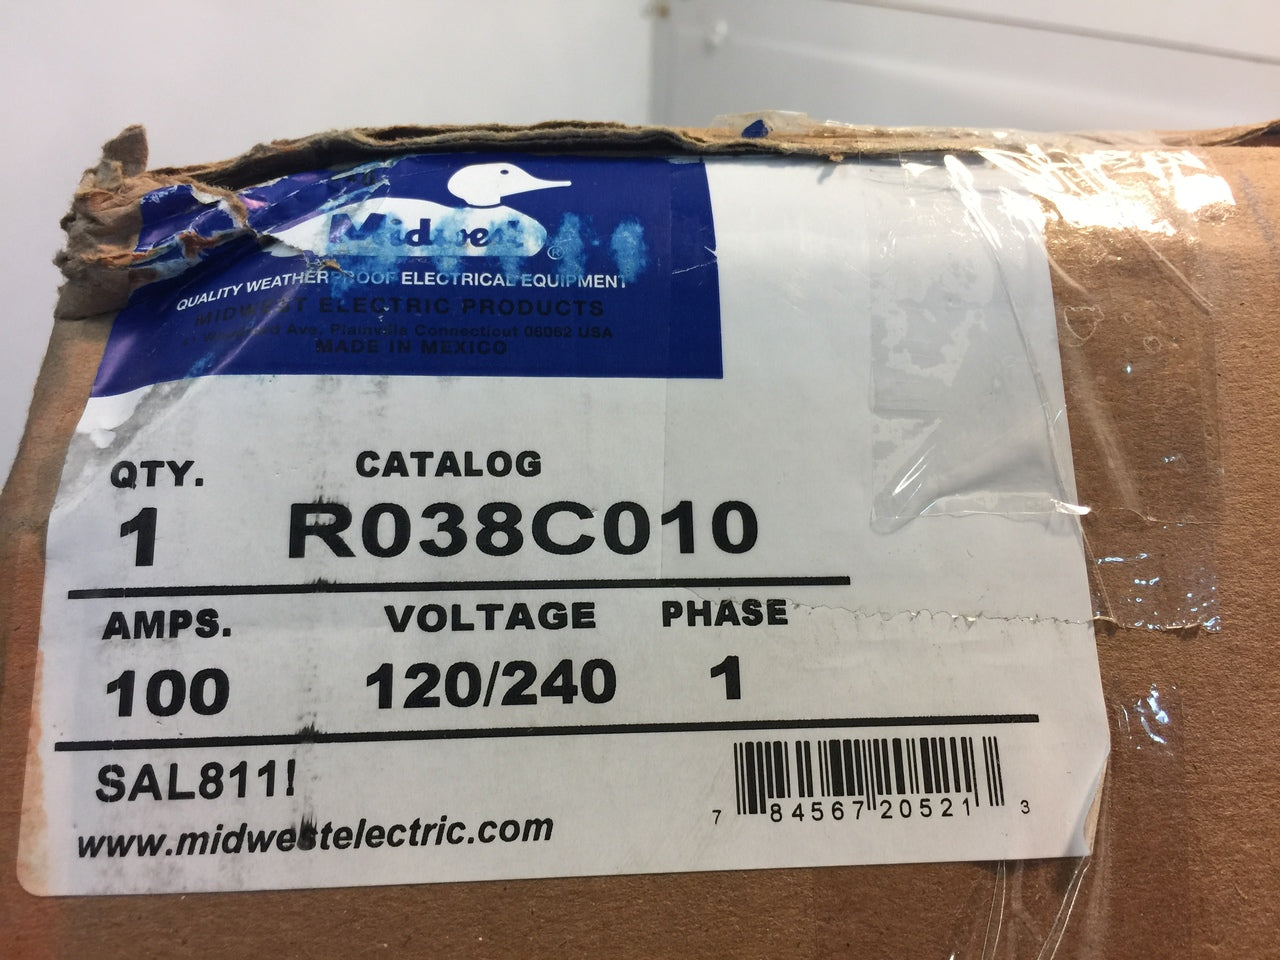 Midwest
®
QUALITY WEATHERPROOF ELECTRICAL EQUIPMENT
MIDWEST ELECTRIC PRODUCTS
Ave, Plainville Connecticut 06062 USA
MADE IN MEXICO
QTY. CATALOG
1 R038C010
AMPS. VOLTAGE PHASE
100 120/240 1
SAL811!
www.midwestelectric.com
7 84567 20521 3